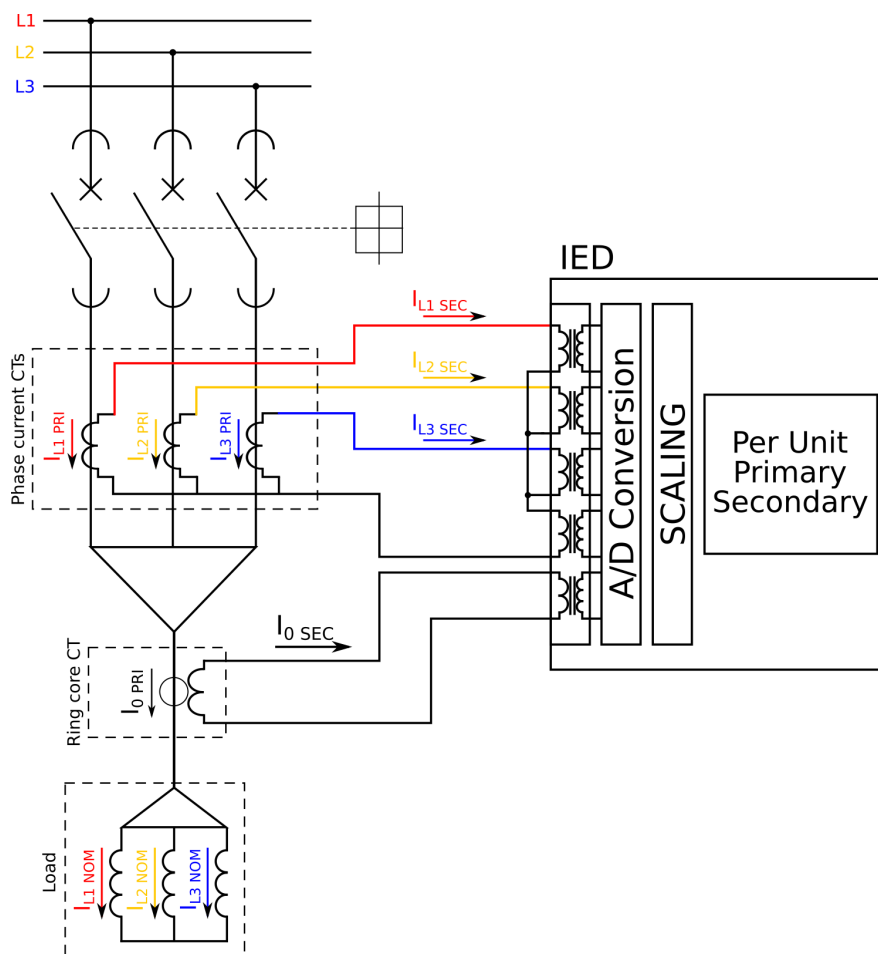 L1
L2
L3
IED
IL1 SEC
IL2 SEC
IL3 SEC
Phase current CTs
IL1 PRI
IL2 PRI
IL3 PRI
A/D Conversion
SCALING
Per Unit
Primary
Secondary
I0 SEC
Ring core CT
I0 PRI
Load
IL1 NOM
IL2 NOM
IL3 NOM